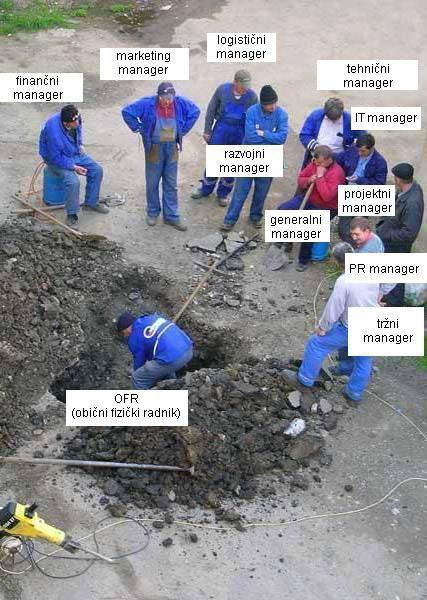 logistični
manager
marketing
manager
tehnični
manager
finančni
manager
IT manager
razvojni
manager
projektni
manager
generalni
manager
PR manager
tržni
manager
OFR
(obični fizički radnik)